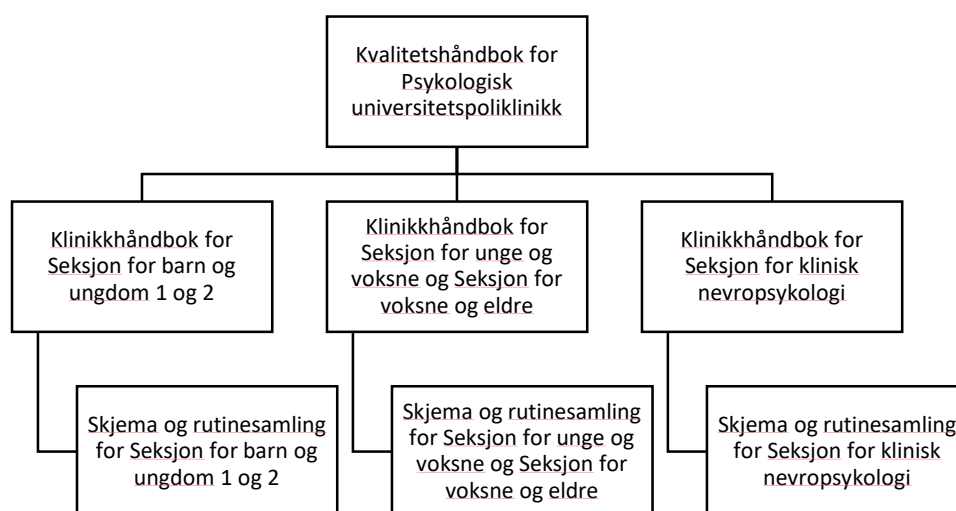 Kvalitetshåndbok for
Psykologisk
universitetspoliklinikk
Klinikkhåndbok for
Seksjon for barn og
ungdom 1 og 2
Klinikkhåndbok for
Seksjon for unge og
voksne og Seksjon for
voksne og eldre
Klinikkhåndbok for
Seksjon for klinisk
nevropsykologi
Skjema og rutinesamling
for Seksjon for barn og
ungdom 1 og 2
Skjema og rutinesamling
for Seksjon for unge og
voksne og Seksjon for
voksne og eldre
Skjema og rutinesamling
for Seksjon for klinisk
nevropsykologi